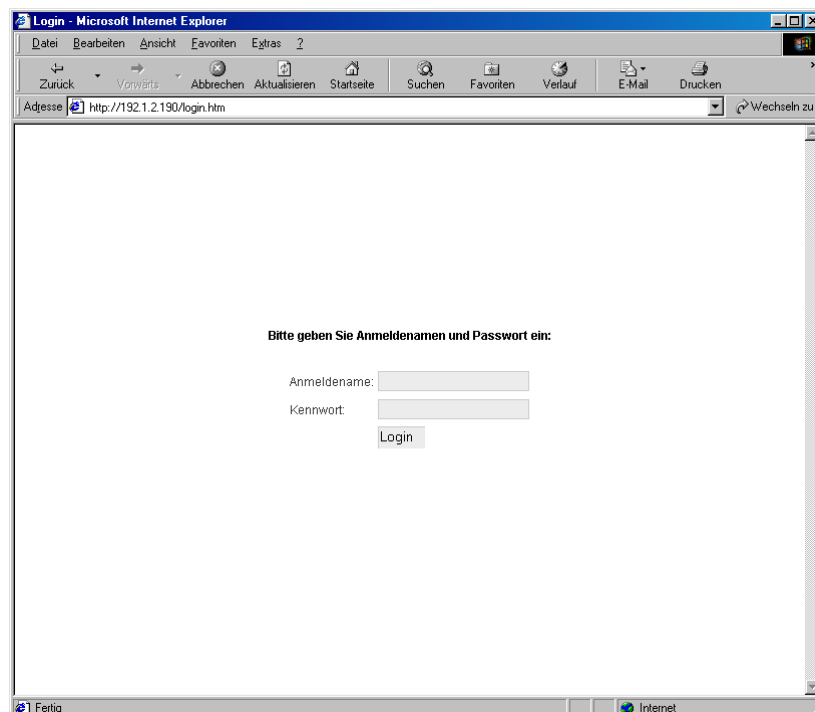 Login - Microsoft Internet Explorer
Datei Bearbeiten Ansicht Favoriten Extras ?
Zurück Vorwärts Abbrechen Aktualisieren Startseite Suchen Favoriten Verlauf E-Mail Drucken »
Adresse http://192.1.2.190/login.htm Wechseln zu
Bitte geben Sie Anmeldenamen und Passwort ein:
Anmeldename:
Kennwort:
Login
Fertig Internet